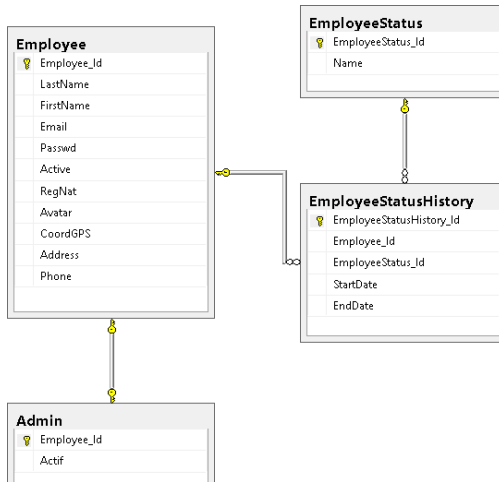 Employee
Employee_Id
LastName
FirstName
Email
Passwd
Active
RegNat
Avatar
CoordGPS
Address
Phone
EmployeeStatus
EmployeeStatus_Id
Name
EmployeeStatusHistory
EmployeeStatusHistory_Id
Employee_Id
EmployeeStatus_Id
StartDate
EndDate
Admin
Employee_Id
Actif